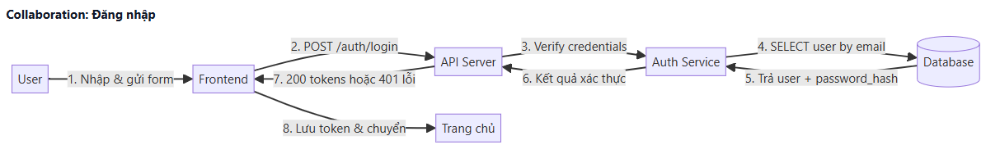 Collaboration: Đăng nhập
2. POST /auth/login
3. Verify credentials
4. SELECT user by email
User
1. Nhập & gửi form
Frontend
API Server
Auth Service
Database
7. 200 tokens hoặc 401 lỗi
6. Kết quả xác thực
5. Trả user + password_hash
8. Lưu token & chuyển
Trang chủ